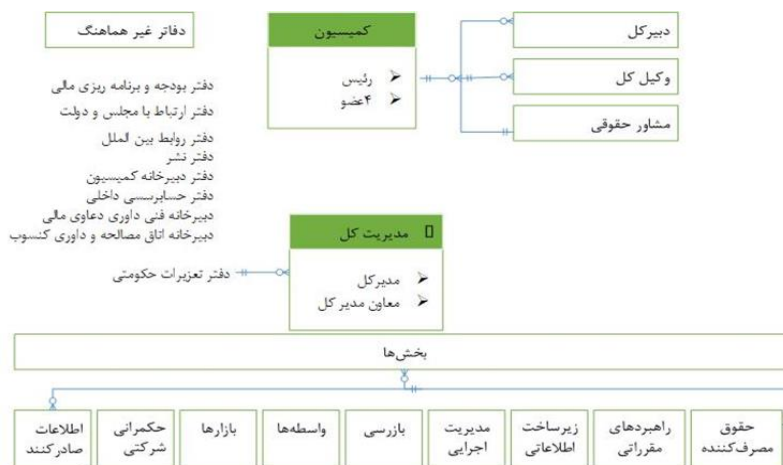 دفاتر غیر هماهنگ
کمیسیون
رئیس
۴عضو
دبیرکل
وکیل کل
مشاور حقوقی
دفتر بودجه و برنامه ریزی مالی
دفتر ارتباط با مجلس و دولت
دفتر روابط بین الملل
دفتر نشر
دفتر دبیرخانه کمیسیون
دفتر حسابرسسی داخلی
دبیرخانه فنی داوری دعاوی مالی
دبیرخانه اتاق مصالحه و داوری کنسوب
مدیریت کل
مدیرکل
معاون مدیر کل
دفتر تعزیرات حکومتی
بخش‌ها
حقوق
مصرف‌کننده
راهبردهای
مقرراتی
زیرساخت
اطلاعاتی
مدیریت
اجرایی
بازرسی
واسطه‌ها
بازارها
حکمرانی
شرکتی
اطلاعات
صادرکنند